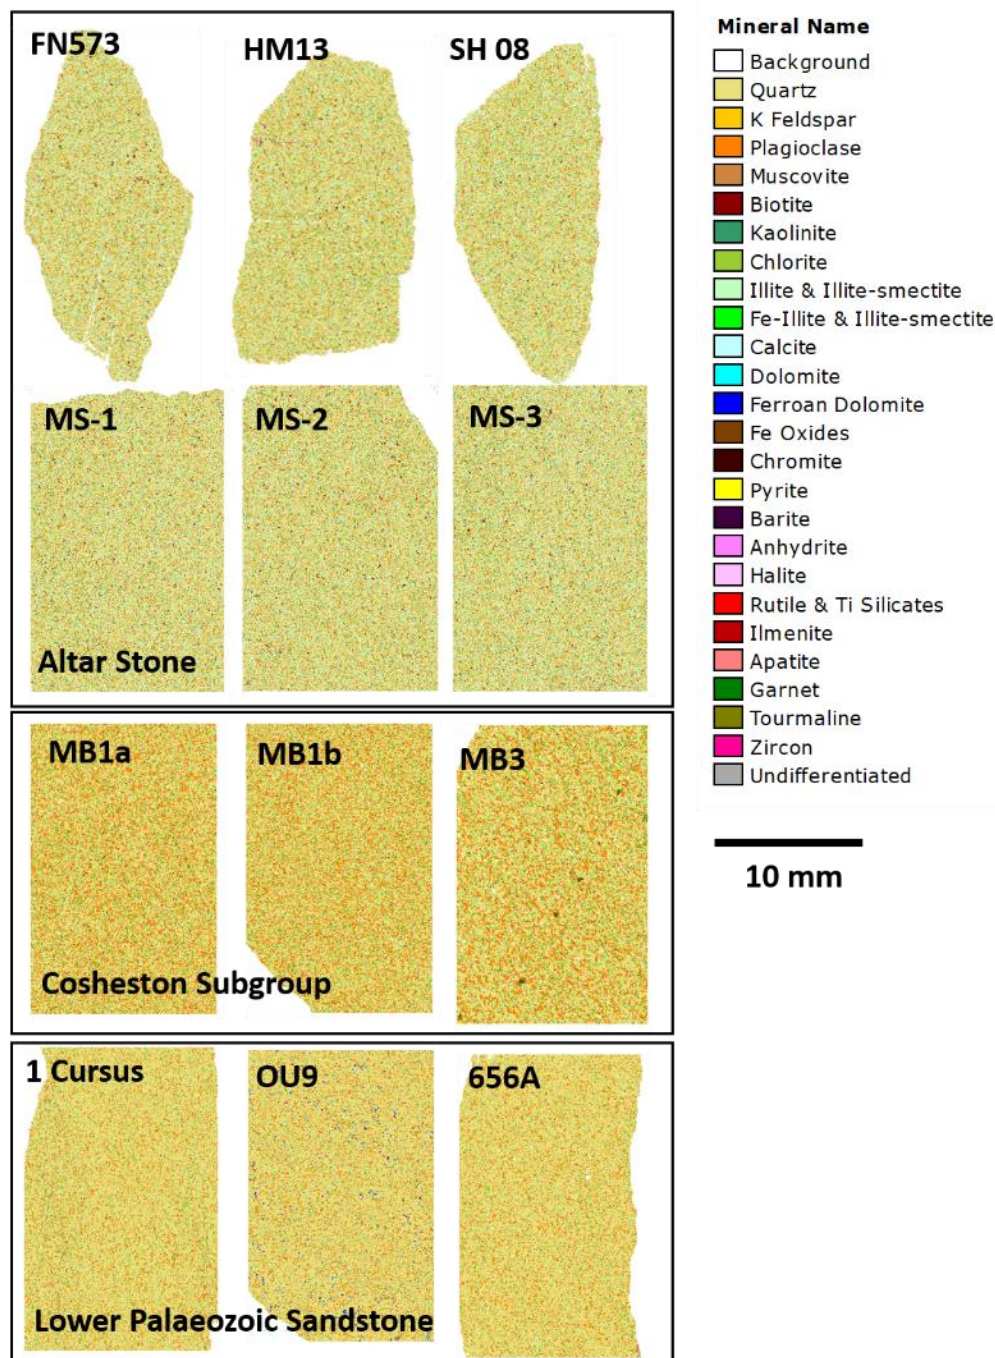 FN573
HM13
SH 08
MS-1
MS-2
MS-3
Altar Stone
MB1a
MB1b
MB3
Cosheston Subgroup
1 Cursus
OU9
656A
Lower Palaeozoic Sandstone
Mineral Name
Background
Quartz
K Feldspar
Plagioclase
Muscovite
Biotite
Kaolinite
Chlorite
Illite & Illite-smectite
Fe-Illite & Illite-smectite
Calcite
Dolomite
Ferroan Dolomite
Fe Oxides
Chromite
Pyrite
Barite
Anhydrite
Halite
Rutile & Ti Silicates
Ilmenite
Apatite
Garnet
Tourmaline
Zircon
Undifferentiated
10 mm